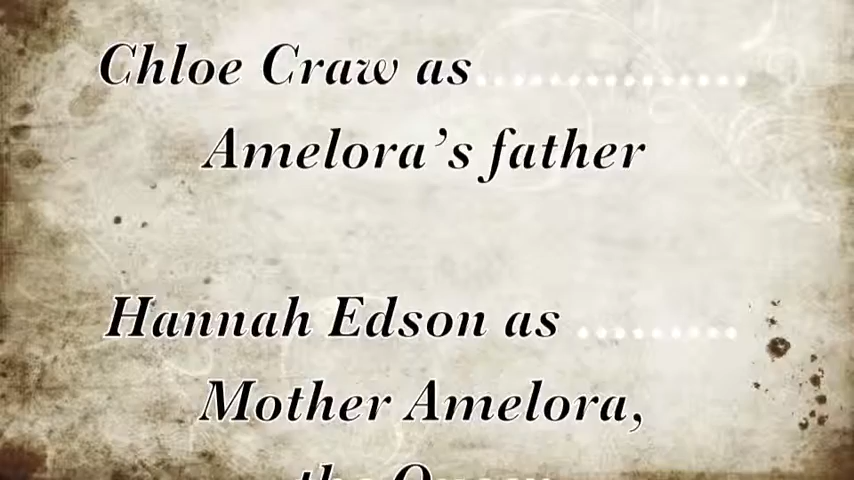 Chloe Craw as...............
Amelora's father
Hannah Edson as .........
Mother Amelora,
the Queen